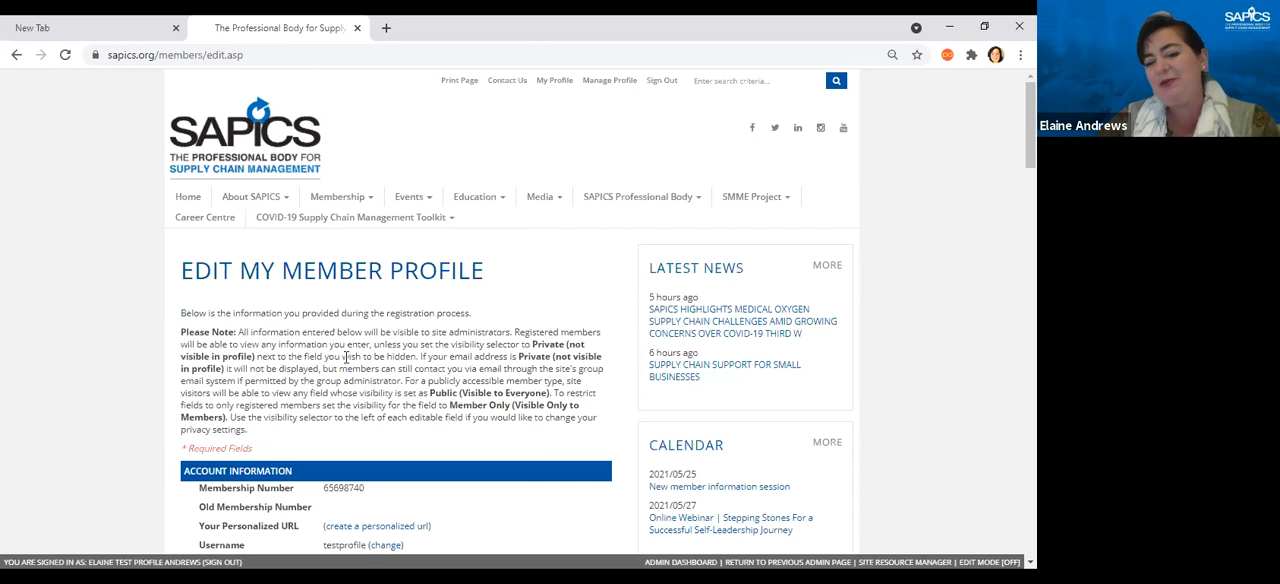 New Tab
The Professional Body for Supply
sapics.org/members/edit.asp
SAPICS
Elaine Andrews
Print Page Contact Us My Profile Manage Profile Sign Out Enter search criteria...
SAPICS
THE PROFESSIONAL BODY FOR
SUPPLY CHAIN MANAGEMENT
Home About SAPICS Membership Events Education Media SAPICS Professional Body SMME Project
Career Centre COVID-19 Supply Chain Management Toolkit
EDIT MY MEMBER PROFILE
Below is the information you provided during the registration process.
Please Note: All information entered below will be visible to site administrators. Registered members
will be able to view any information you enter, unless you set the visibility selector to Private (not
visible in profile) next to the field you wish to be hidden. If your email address is Private (not visible
in profile) it will not be displayed, but members can still contact you via email through the site's group
email system if permitted by the group administrator. For a publicly accessible member type, site
visitors will be able to view any field whose visibility is set as Public (Visible to Everyone). To restrict
fields to only registered members set the visibility for the field to Member Only (Visible Only to
Members). Use the visibility selector to the left of each editable field if you would like to change your
privacy settings.
* Required Fields
ACCOUNT INFORMATION
Membership Number 65698740
Old Membership Number
Your Personalized URL (create a personalized url)
Username testprofile (change)
LATEST NEWS MORE
5 hours ago
SAPICS HIGHLIGHTS MEDICAL OXYGEN
SUPPLY CHAIN CHALLENGES AMID GROWING
CONCERNS OVER COVID-19 THIRD W
6 hours ago
SUPPLY CHAIN SUPPORT FOR SMALL
BUSINESSES
CALENDAR MORE
2021/05/25
New member information session
2021/05/27
Online Webinar | Stepping Stones For a
Successful Self-Leadership Journey
YOU ARE SIGNED IN AS: ELAINE TEST PROFILE ANDREWS (SIGN OUT) ADMIN DASHBOARD | RETURN TO PREVIOUS ADMIN PAGE | SITE RESOURCE MANAGER | EDIT MODE [OFF]